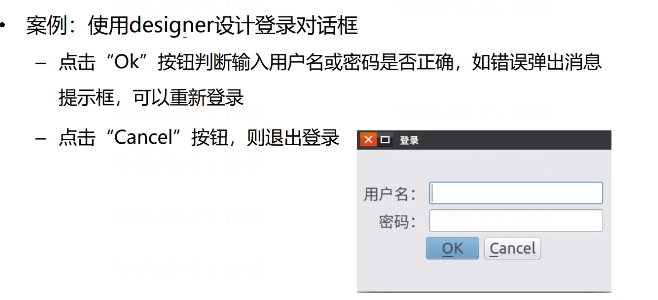 • 案例：使用designer设计登录对话框
– 点击“Ok”按钮判断输入用户名或密码是否正确，如错误弹出消息
提示框，可以重新登录
– 点击“Cancel”按钮，则退出登录
登录
用户名：
密码：
OK Cancel